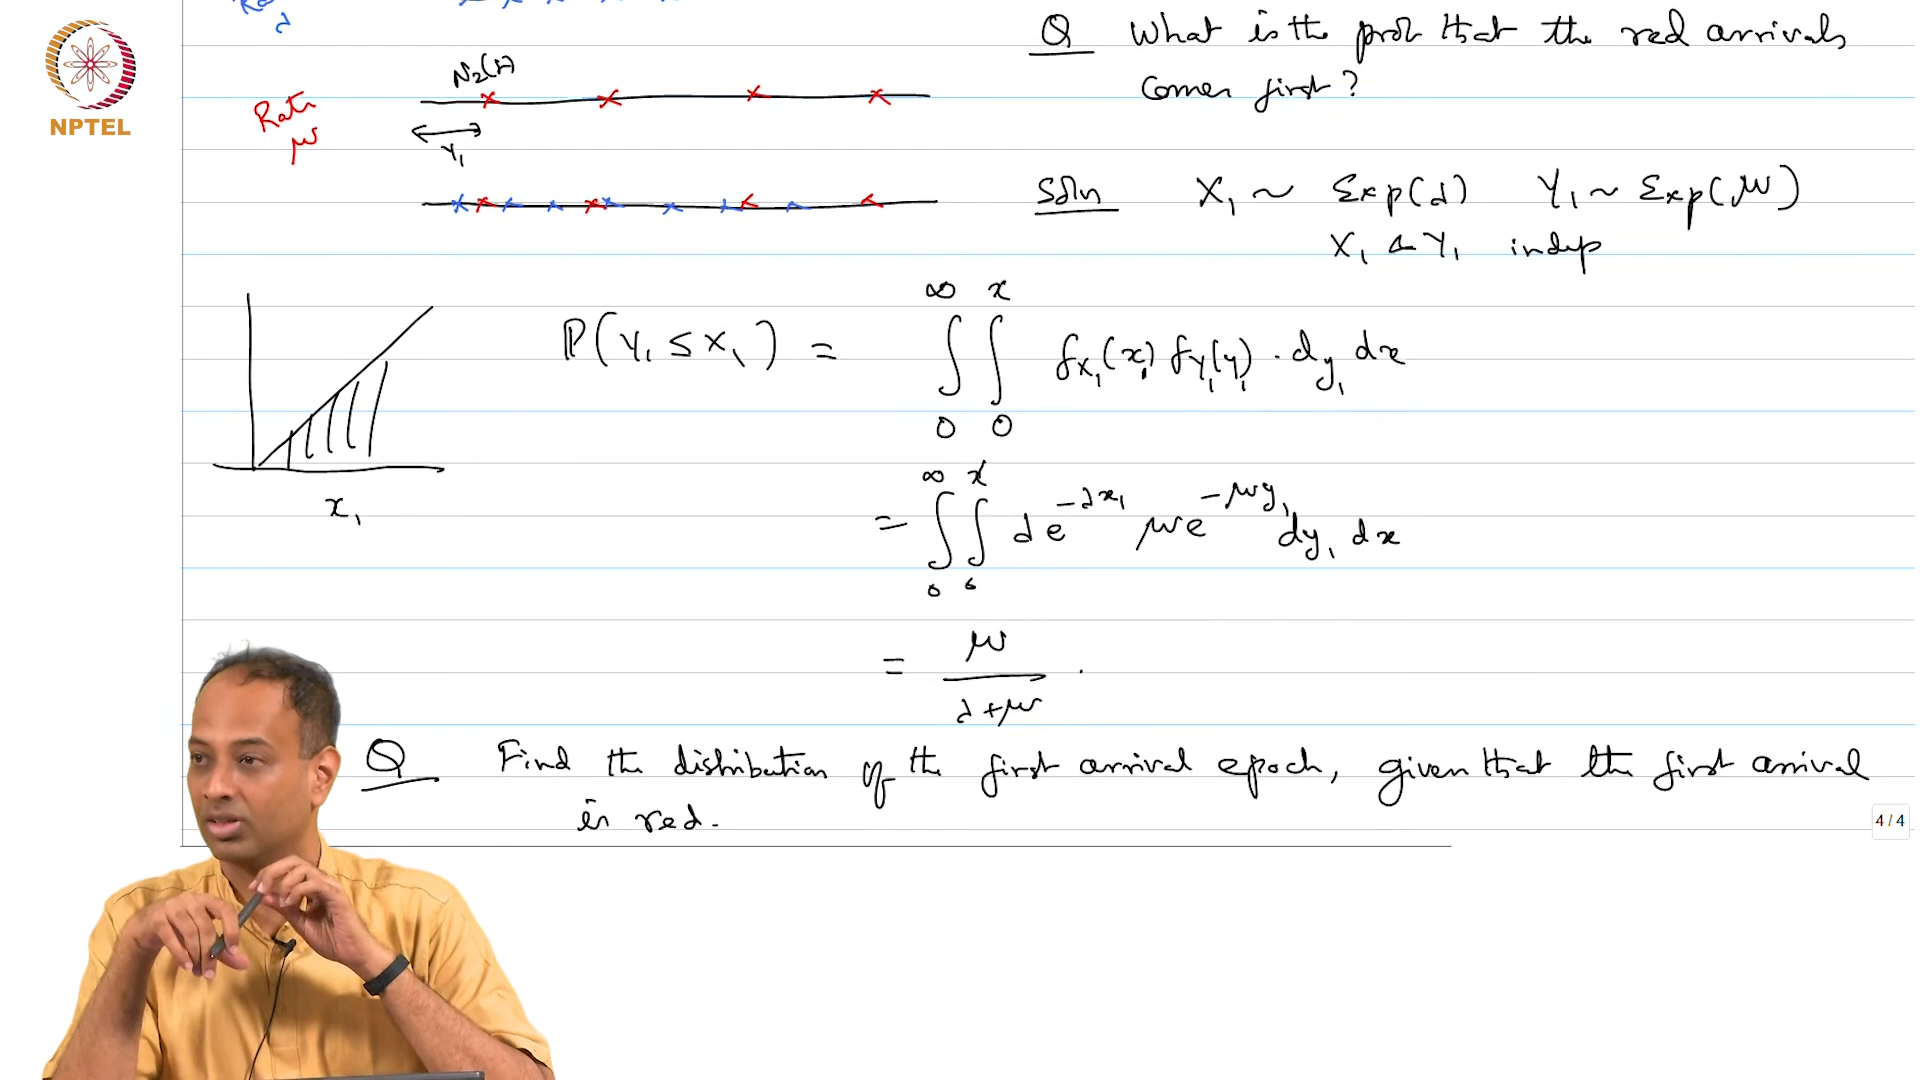 λ
N₂(t)
Rate
μ
Y₁
NPTEL
Q What is the prob that the red arrivals
comes first?
Soln X₁ ~ Exp(λ) Y₁ ~ Exp(μ)
X₁ & Y₁ indep
P(Y₁ ≤ X₁) = ∫₀^∞ ∫₀^x f_X₁(x₁) f_Y₁(y₁) · dy₁ dx
x₁
= ∫₀^∞ ∫₀^x λe^{-λx₁} μe^{-μy₁} dy₁ dx
= μ/(λ+μ) .
Q Find the distribution of the first arrival epoch, given that the first arrival
is red.
4 / 4